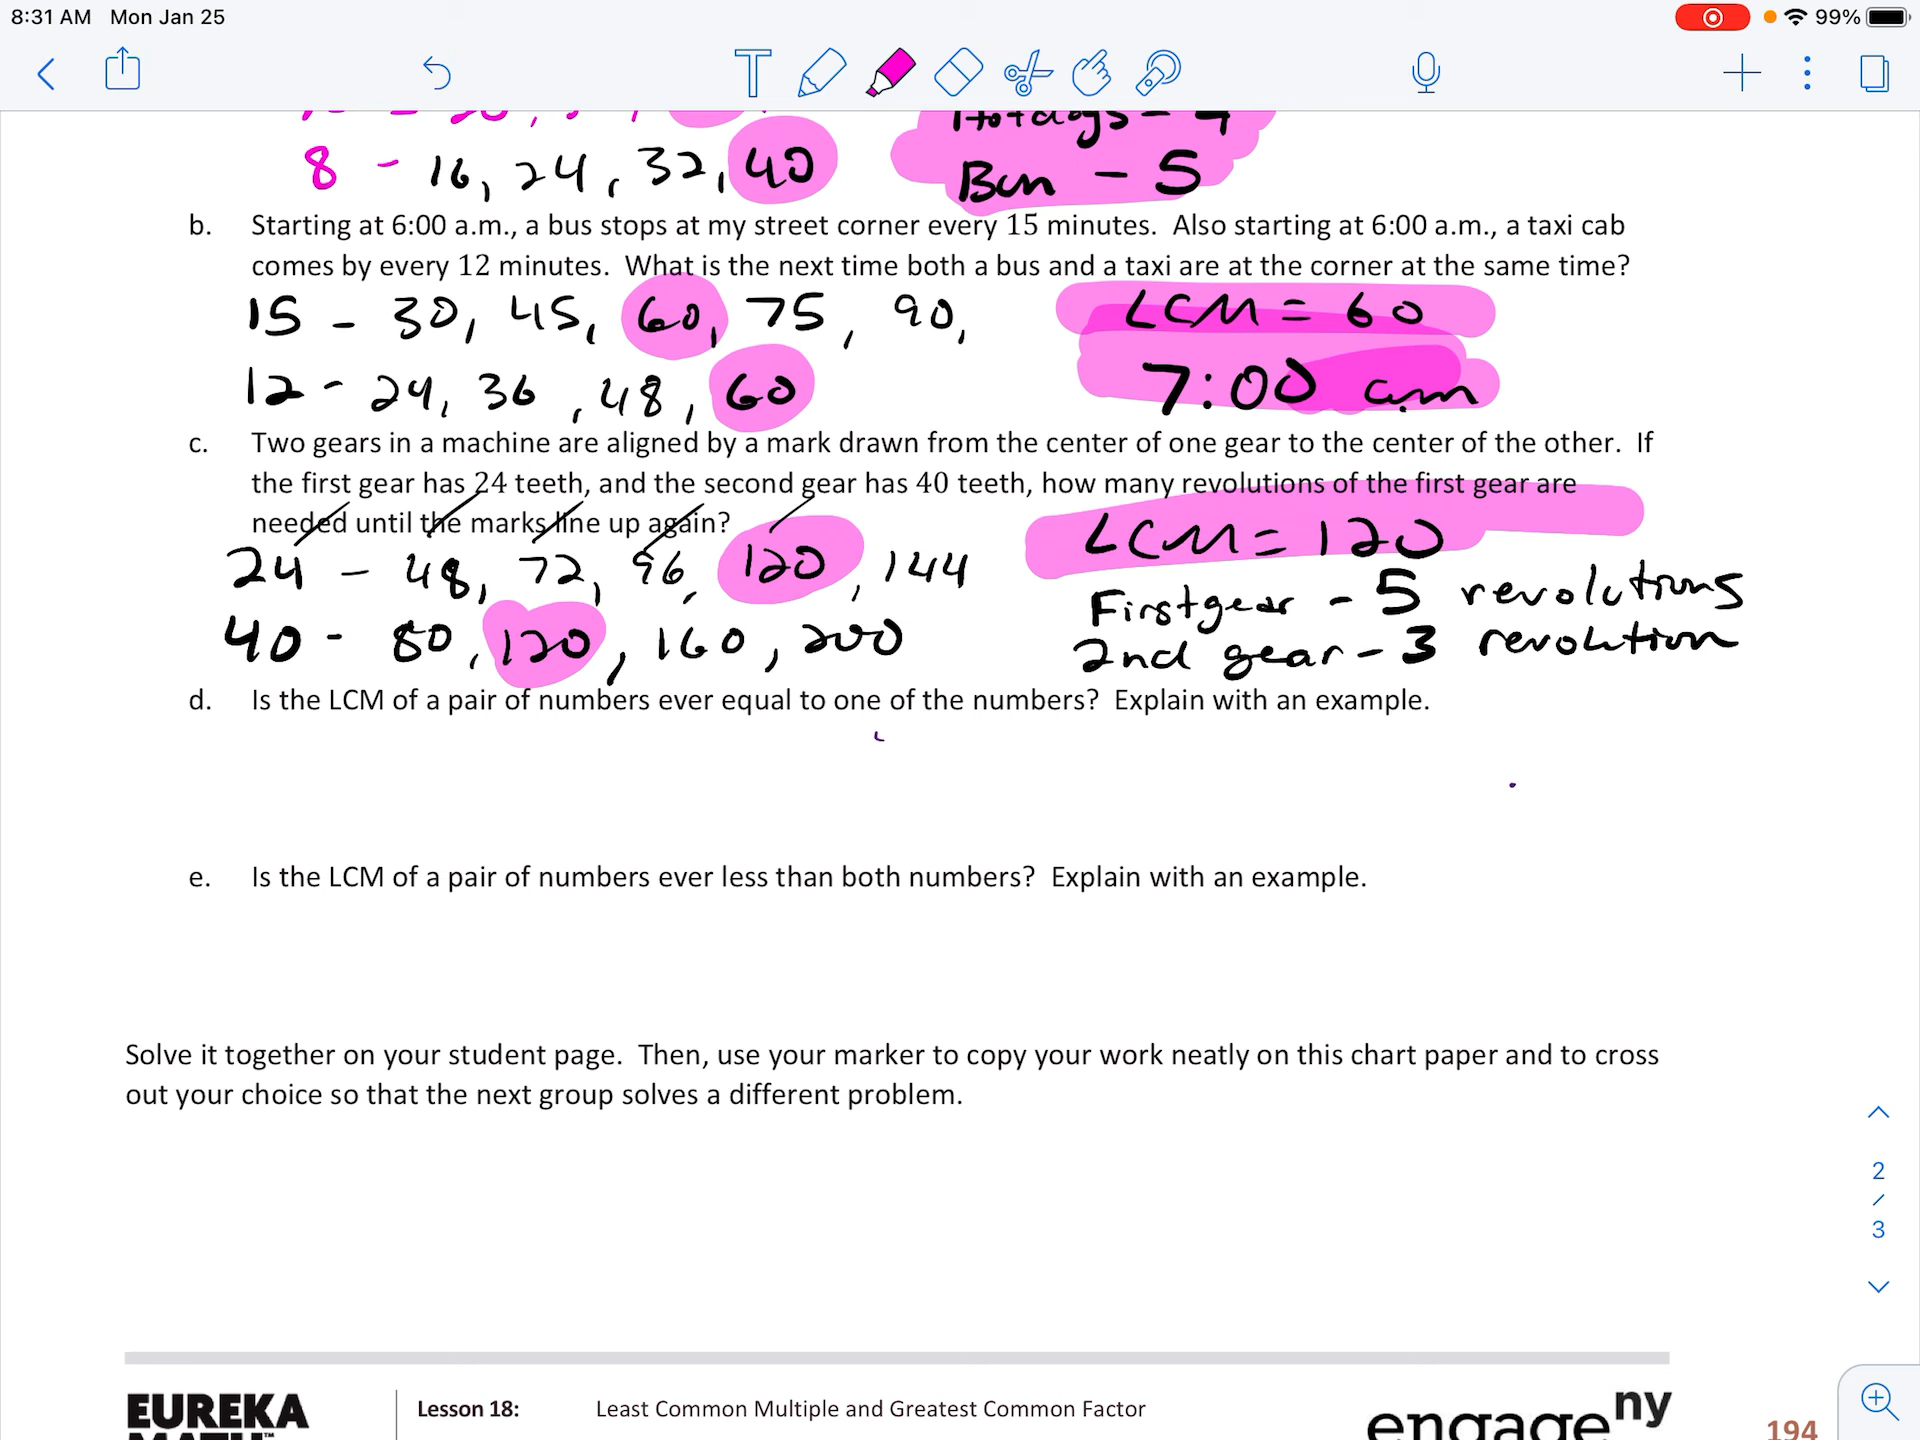 8:31 AM Mon Jan 25 99%
Hotdogs - 4
8 - 16, 24, 32, 40 Bun - 5
b. Starting at 6:00 a.m., a bus stops at my street corner every 15 minutes. Also starting at 6:00 a.m., a taxi cab
comes by every 12 minutes. What is the next time both a bus and a taxi are at the corner at the same time?
15 - 30, 45, 60, 75, 90, LCM = 60
12 - 24, 36, 48, 60 7:00 a.m
c. Two gears in a machine are aligned by a mark drawn from the center of one gear to the center of the other. If
the first gear has 24 teeth, and the second gear has 40 teeth, how many revolutions of the first gear are
needed until the marks line up again? LCM = 120
24 - 48, 72, 96, 120, 144 First gear - 5 revolutions
40 - 80, 120, 160, 200 2nd gear - 3 revolution
d. Is the LCM of a pair of numbers ever equal to one of the numbers? Explain with an example.
e. Is the LCM of a pair of numbers ever less than both numbers? Explain with an example.
Solve it together on your student page. Then, use your marker to copy your work neatly on this chart paper and to cross
out your choice so that the next group solves a different problem.
2
/
3
EUREKA
MATH™
Lesson 18: Least Common Multiple and Greatest Common Factor
engage ny
194